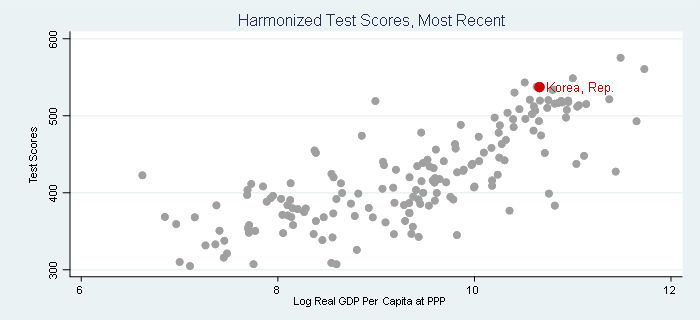 Harmonized Test Scores, Most Recent
600
500
400
300
Test Scores
Korea, Rep.
6
8
10
12
Log Real GDP Per Capita at PPP